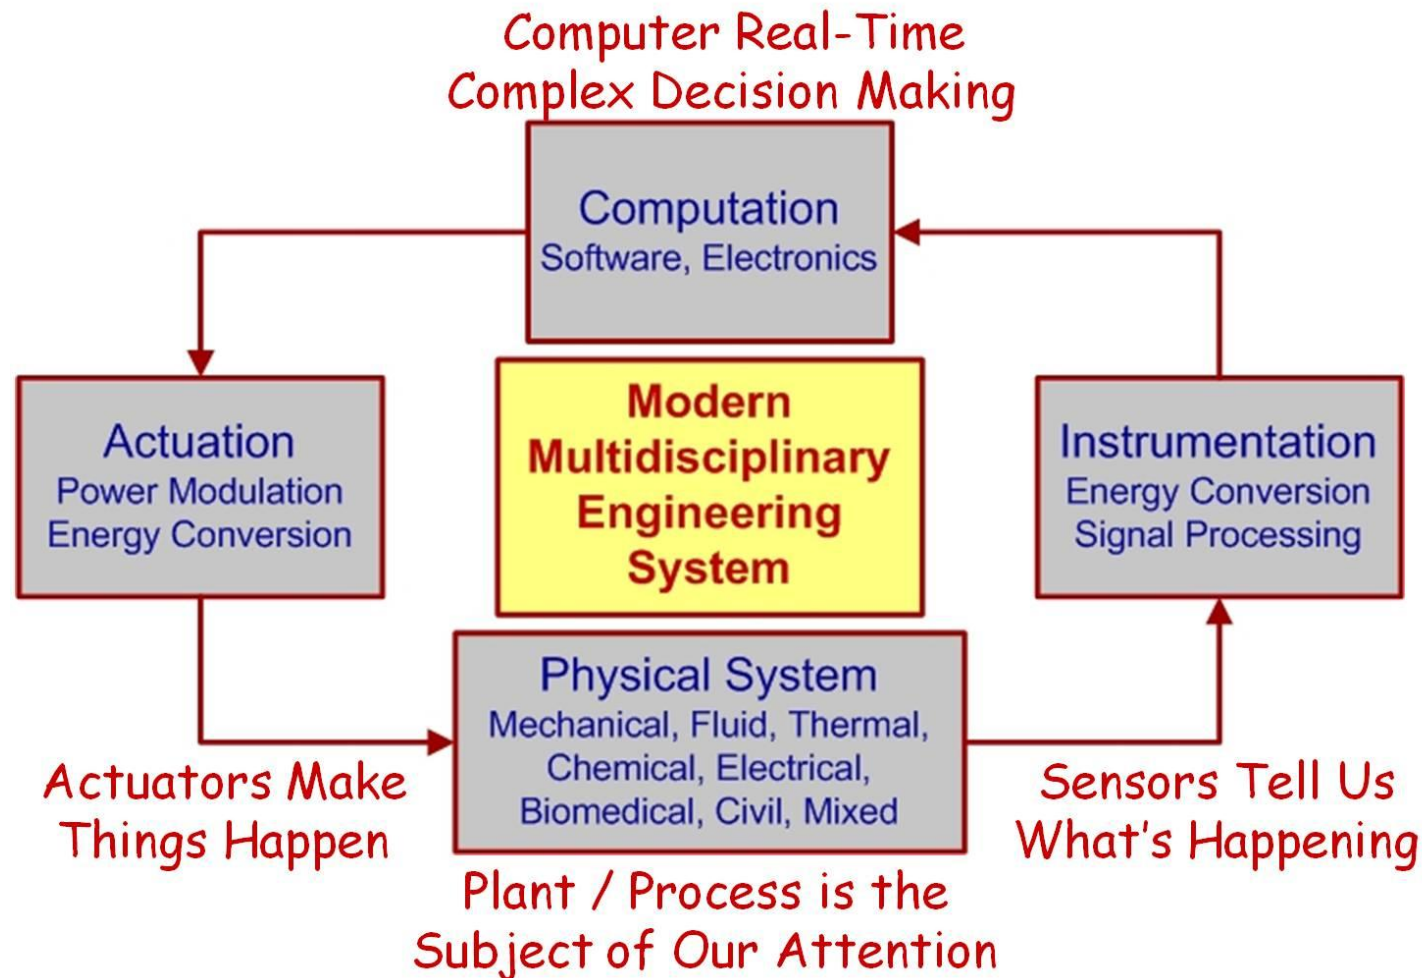 Computer Real-Time
Complex Decision Making
Computation
Software, Electronics
Actuation
Power Modulation
Energy Conversion
Modern
Multidisciplinary
Engineering
System
Instrumentation
Energy Conversion
Signal Processing
Physical System
Mechanical, Fluid, Thermal,
Chemical, Electrical,
Biomedical, Civil, Mixed
Actuators Make
Things Happen
Sensors Tell Us
What's Happening
Plant / Process is the
Subject of Our Attention